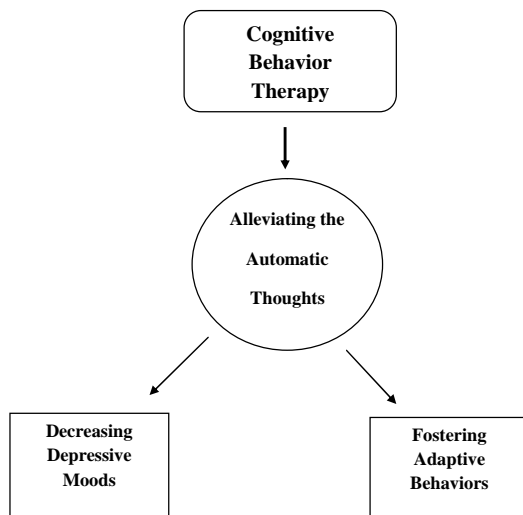 Cognitive
Behavior
Therapy
Alleviating the
Automatic
Thoughts
Decreasing
Depressive
Moods
Fostering
Adaptive
Behaviors